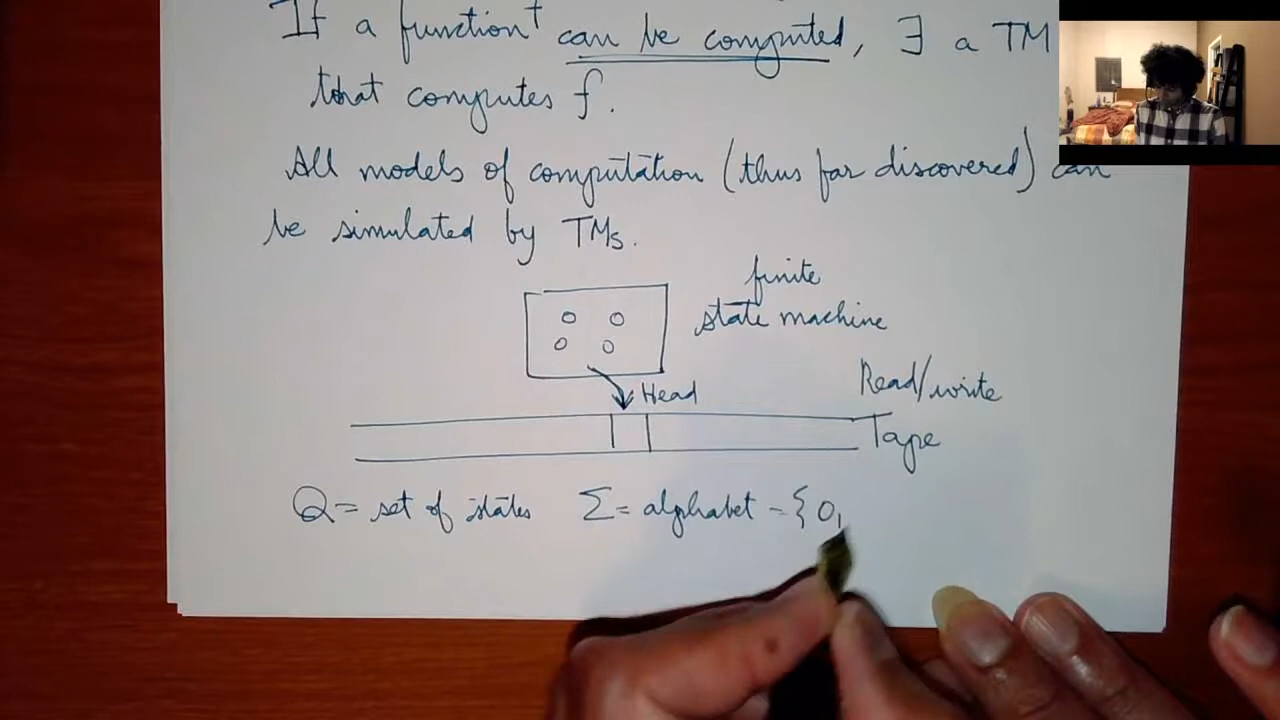 If a function f can be computed, ∃ a TM
that computes f.
All models of computation (thus far discovered) can
be simulated by TMs.
finite
state machine
Read/write
Head
Tape
Q = set of states Σ = alphabet = { 0,